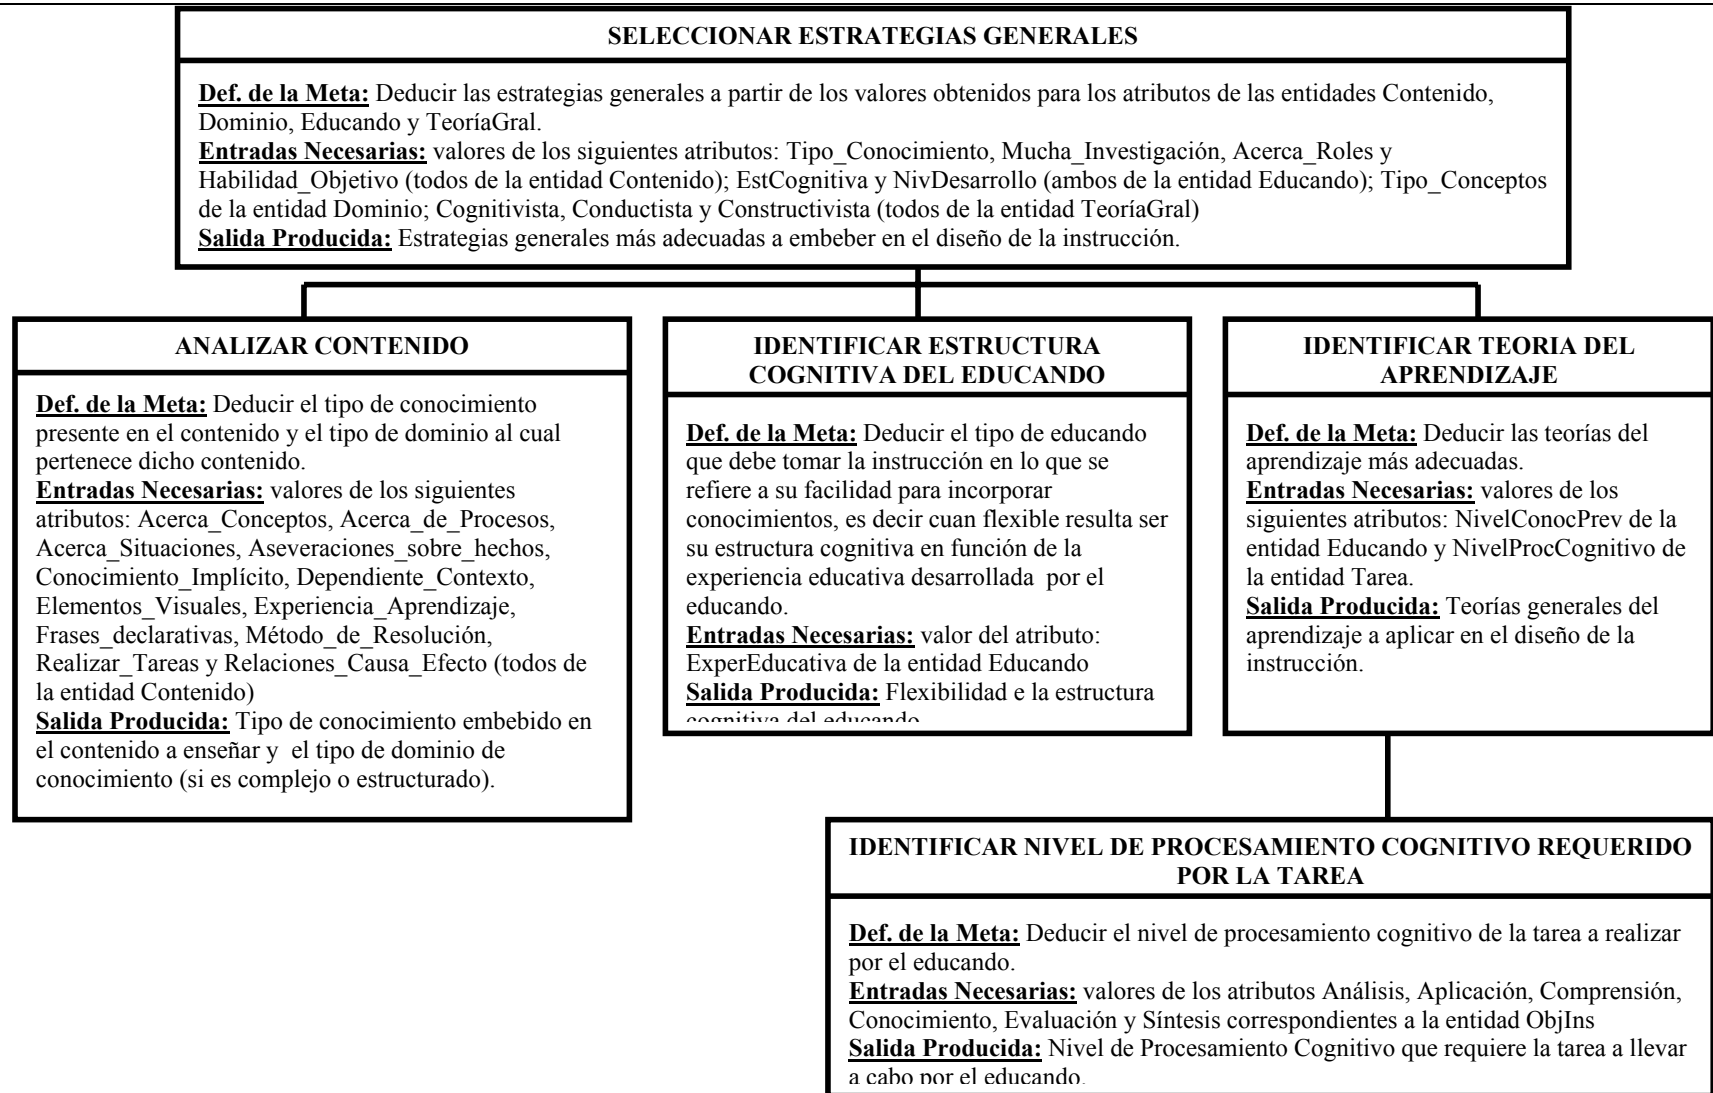 SELECCIONAR ESTRATEGIAS GENERALES
Def. de la Meta: Deducir las estrategias generales a partir de los valores obtenidos para los atributos de las entidades Contenido,
Dominio, Educando y TeoríaGral.
Entradas Necesarias: valores de los siguientes atributos: Tipo_Conocimiento, Mucha_Investigación, Acerca_Roles y
Habilidad_Objetivo (todos de la entidad Contenido); EstCognitiva y NivDesarrollo (ambos de la entidad Educando); Tipo_Conceptos
de la entidad Dominio; Cognitivista, Conductista y Constructivista (todos de la entidad TeoríaGral)
Salida Producida: Estrategias generales más adecuadas a embeber en el diseño de la instrucción.
ANALIZAR CONTENIDO
Def. de la Meta: Deducir el tipo de conocimiento
presente en el contenido y el tipo de dominio al cual
pertenece dicho contenido.
Entradas Necesarias: valores de los siguientes
atributos: Acerca_Conceptos, Acerca_de_Procesos,
Acerca_Situaciones, Aseveraciones_sobre_hechos,
Conocimiento_Implícito, Dependiente_Contexto,
Elementos_Visuales, Experiencia_Aprendizaje,
Frases_declarativas, Método_de_Resolución,
Realizar_Tareas y Relaciones_Causa_Efecto (todos de
la entidad Contenido)
Salida Producida: Tipo de conocimiento embebido en
el contenido a enseñar y el tipo de dominio de
conocimiento (si es complejo o estructurado).
IDENTIFICAR ESTRUCTURA
COGNITIVA DEL EDUCANDO
Def. de la Meta: Deducir el tipo de educando
que debe tomar la instrucción en lo que se
refiere a su facilidad para incorporar
conocimientos, es decir cuan flexible resulta ser
su estructura cognitiva en función de la
experiencia educativa desarrollada por el
educando.
Entradas Necesarias: valor del atributo:
ExperEducativa de la entidad Educando
Salida Producida: Flexibilidad e la estructura
cognitiva del educando
IDENTIFICAR TEORIA DEL
APRENDIZAJE
Def. de la Meta: Deducir las teorías del
aprendizaje más adecuadas.
Entradas Necesarias: valores de los
siguientes atributos: NivelConocPrev de la
entidad Educando y NivelProcCognitivo de
la entidad Tarea.
Salida Producida: Teorías generales del
aprendizaje a aplicar en el diseño de la
instrucción.
IDENTIFICAR NIVEL DE PROCESAMIENTO COGNITIVO REQUERIDO
POR LA TAREA
Def. de la Meta: Deducir el nivel de procesamiento cognitivo de la tarea a realizar
por el educando.
Entradas Necesarias: valores de los atributos Análisis, Aplicación, Comprensión,
Conocimiento, Evaluación y Síntesis correspondientes a la entidad ObjIns
Salida Producida: Nivel de Procesamiento Cognitivo que requiere la tarea a llevar
a cabo por el educando.